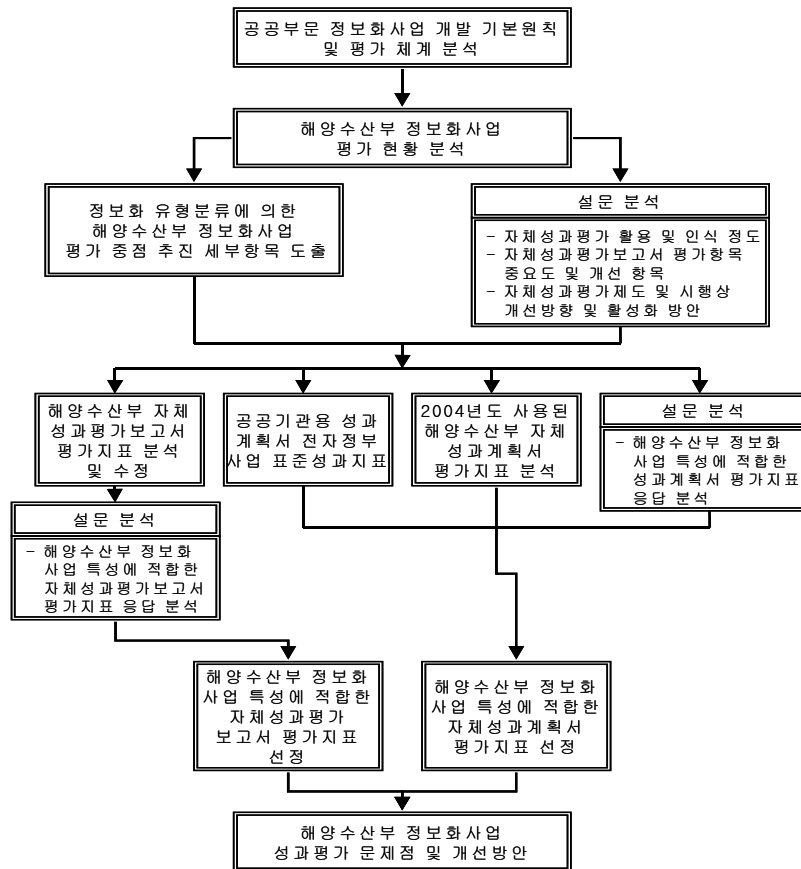 공공부문 정보화사업 개발 기본원칙
및 평가 체계 분석
해양수산부 정보화사업
평가 현황 분석
정보화 유형분류에 의한
해양수산부 정보화사업
평가 중점 추진 세부항목 도출
설문 분석
- 자체성과평가 활용 및 인식 정도
- 자체성과평가보고서 평가항목
중요도 및 개선 항목
- 자체성과평가제도 및 시행상
개선방향 및 활성화 방안
해양수산부 자체
성과평가보고서
평가지표 분석
및 수정
공공기관용 성과
계획서 전자정부
사업 표준성과지표
2004년도 사용된
해양수산부 자체
성과계획서
평가지표 분석
설문 분석
- 해양수산부 정보화
사업 특성에 적합한
성과계획서 평가지표
응답 분석
설문 분석
- 해양수산부 정보화
사업 특성에 적합한
자체성과평가보고서
평가지표 응답 분석
해양수산부 정보화
사업 특성에 적합한
자체성과평가
보고서 평가지표
선정
해양수산부 정보화
사업 특성에 적합한
자체성과계획서
평가지표 선정
해양수산부 정보화사업
성과평가 문제점 및 개선방안